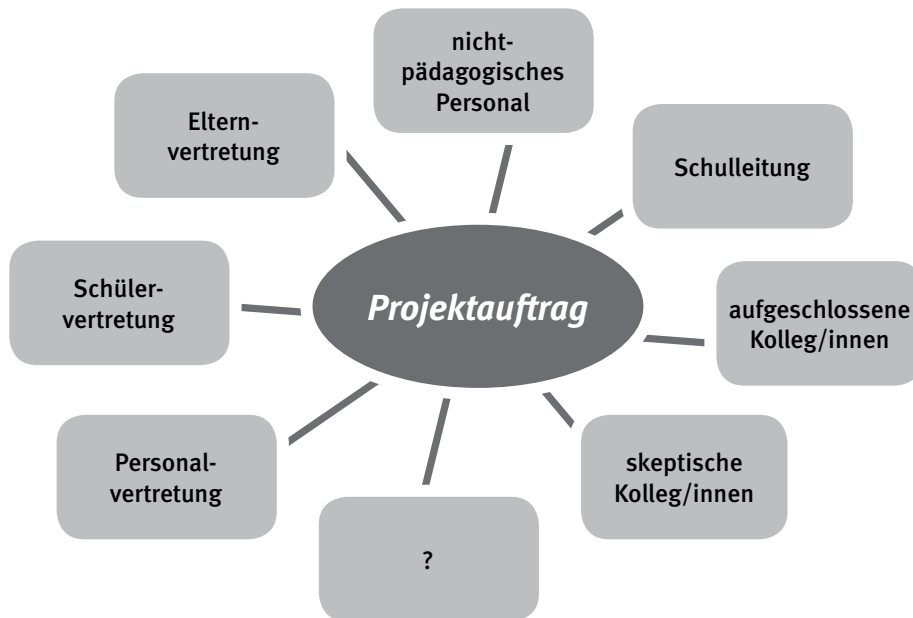 nicht-
pädagogisches
Personal
Eltern-
vertretung
Schulleitung
Schüler-
vertretung
Projektauftrag
aufgeschlossene
Kolleg/innen
Personal-
vertretung
skeptische
Kolleg/innen
?